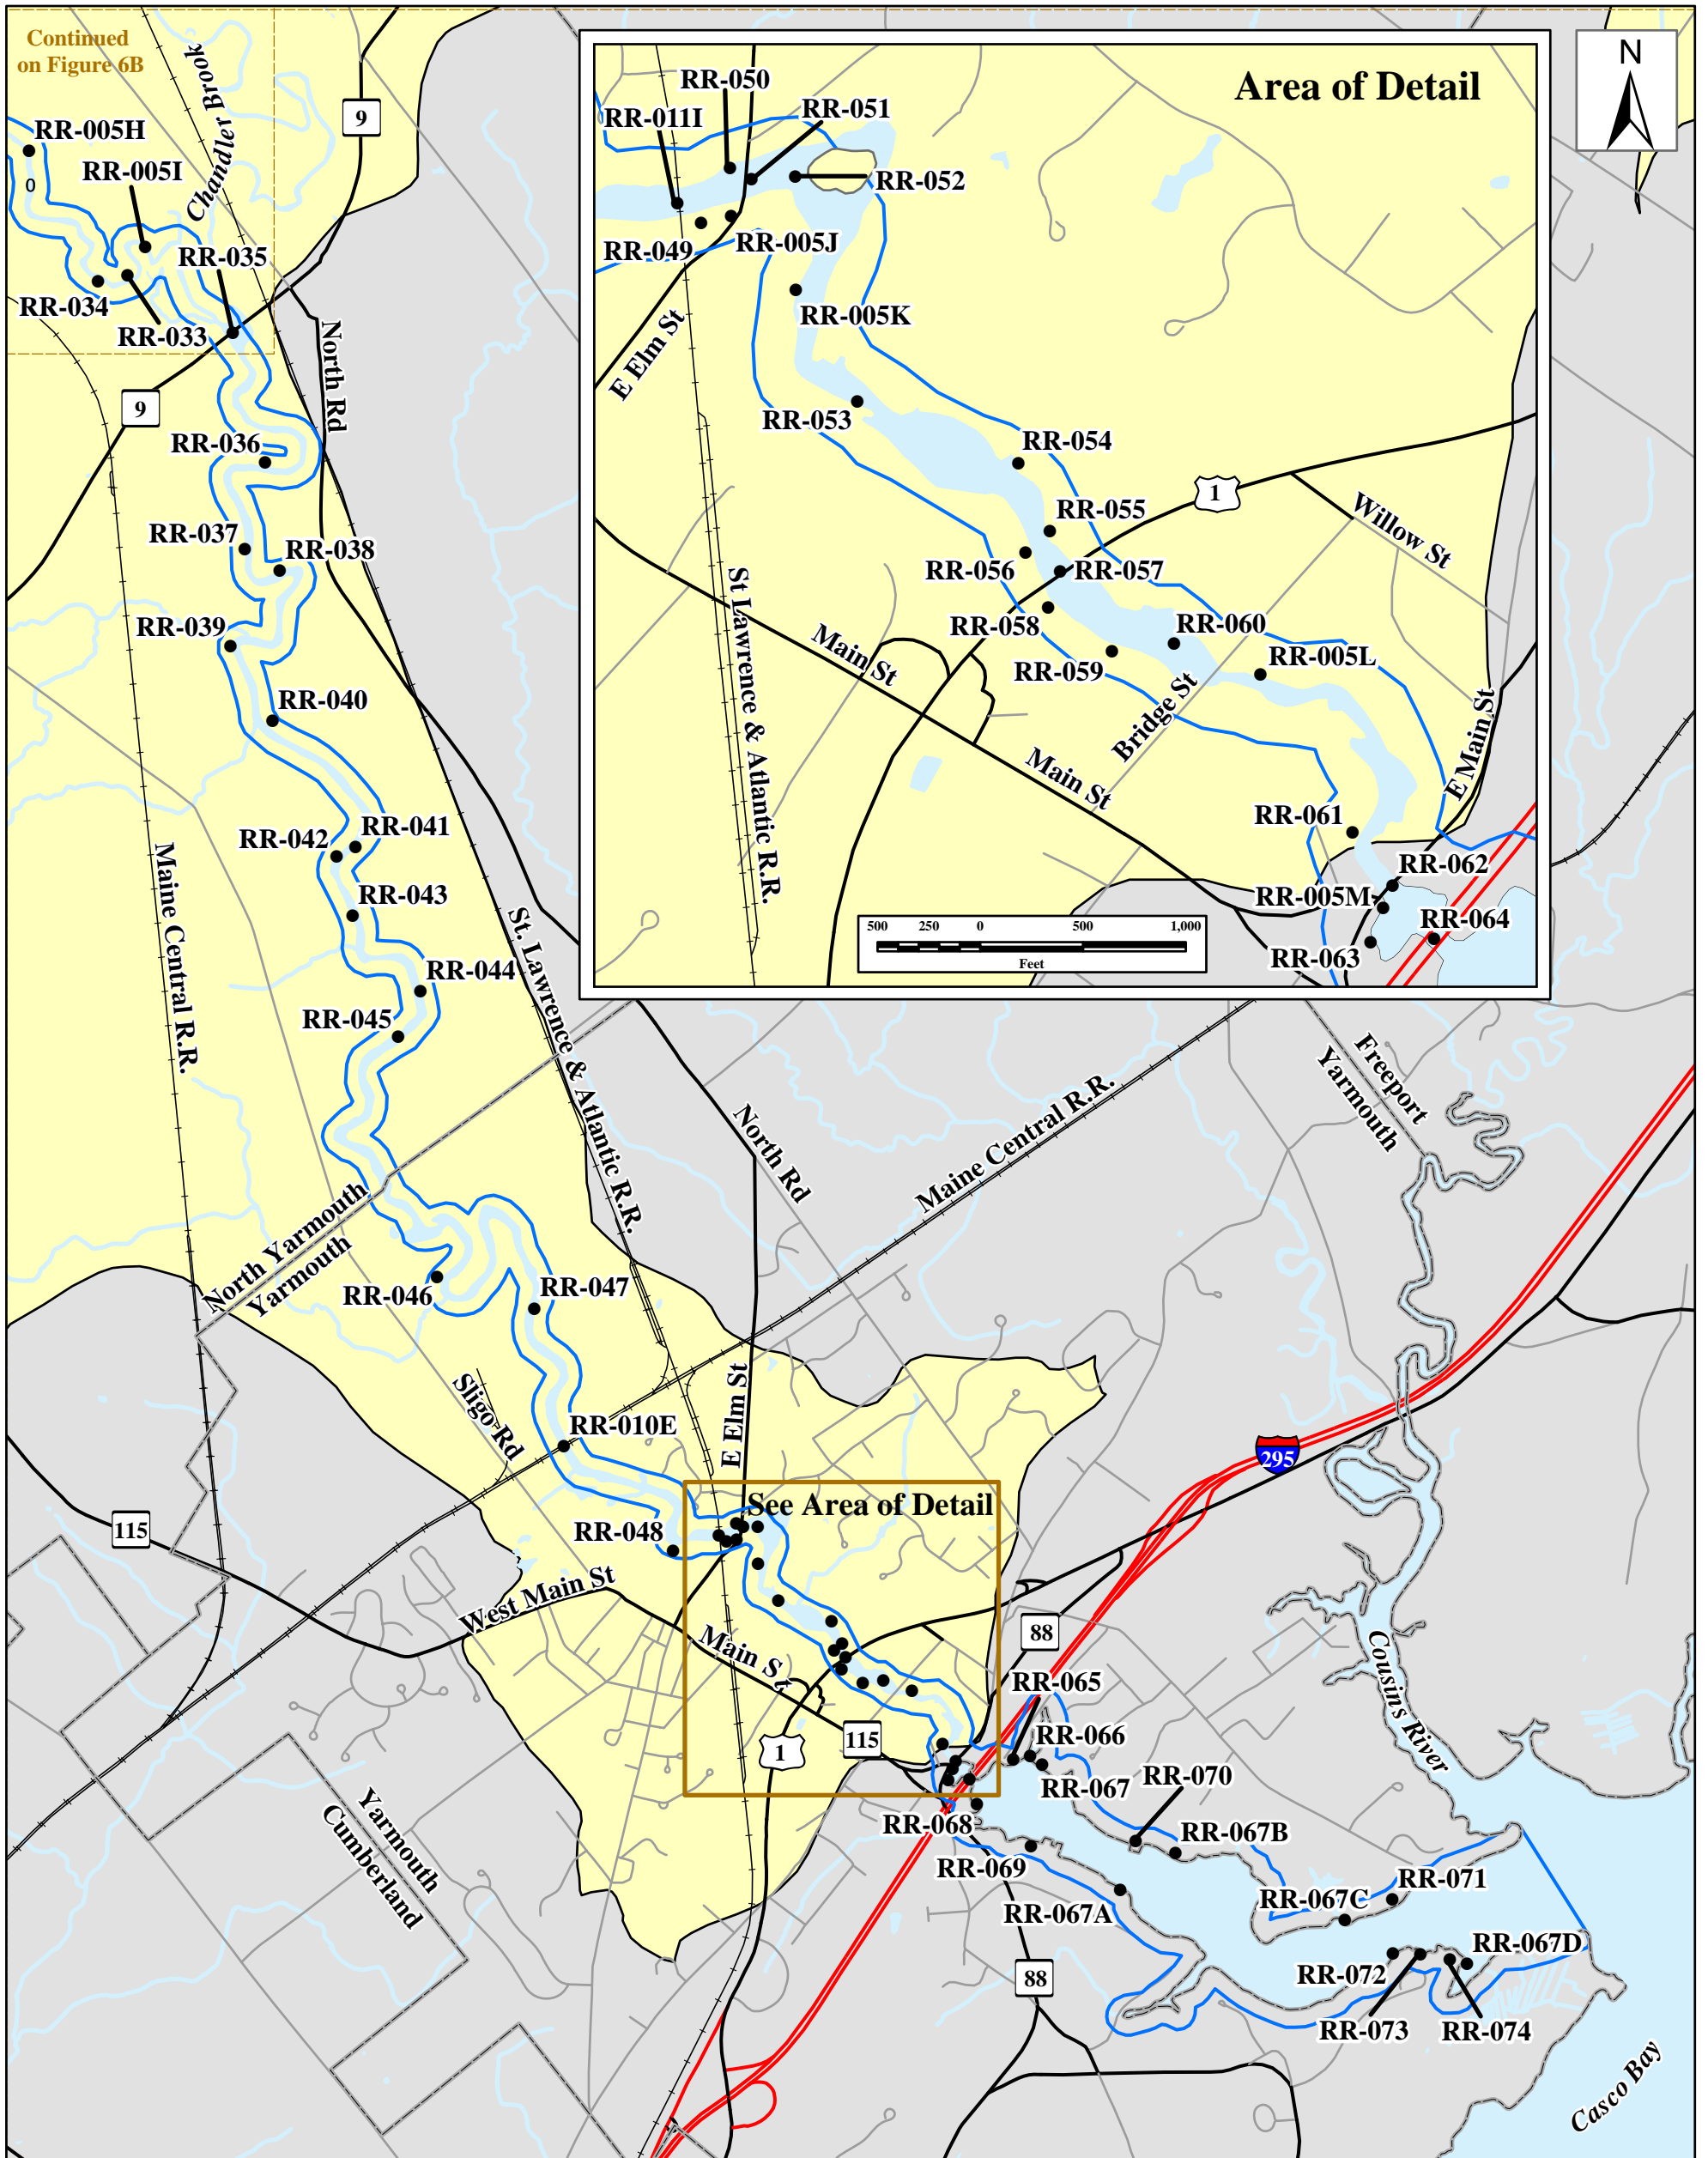 Continued
on Figure 6B
Chandler Brook
9
N
Area of Detail
RR-050
RR-051
RR-011I
RR-052
RR-049
RR-005J
RR-005K
E Elm St
RR-053
RR-054
1
RR-055
Willow St
RR-056
RR-057
St Lawrence & Atlantic R.R.
RR-058
RR-060
Main St
RR-059
RR-005L
Bridge St
E Main St
Main St
RR-061
RR-062
RR-005M
RR-064
RR-063
500 250 0 500 1,000
Feet
RR-005H
0
RR-005I
RR-035
RR-034
RR-033
North Rd
9
RR-036
RR-037
RR-038
RR-039
RR-040
RR-041
RR-042
Maine Central R.R.
RR-043
St. Lawrence & Atlantic R.R.
RR-044
RR-045
Freeport
Yarmouth
North Rd
Maine Central R.R.
North Yarmouth
Yarmouth
RR-046
RR-047
Sligo Rd
E Elm St
RR-010E
295
See Area of Detail
115
RR-048
West Main St
Main St
88
Cousins River
RR-065
115
1
RR-066
RR-067
RR-070
RR-068
RR-067B
Yarmouth
Cumberland
RR-069
RR-071
RR-067C
RR-067A
RR-067D
88
RR-072
RR-073
RR-074
Casco Bay